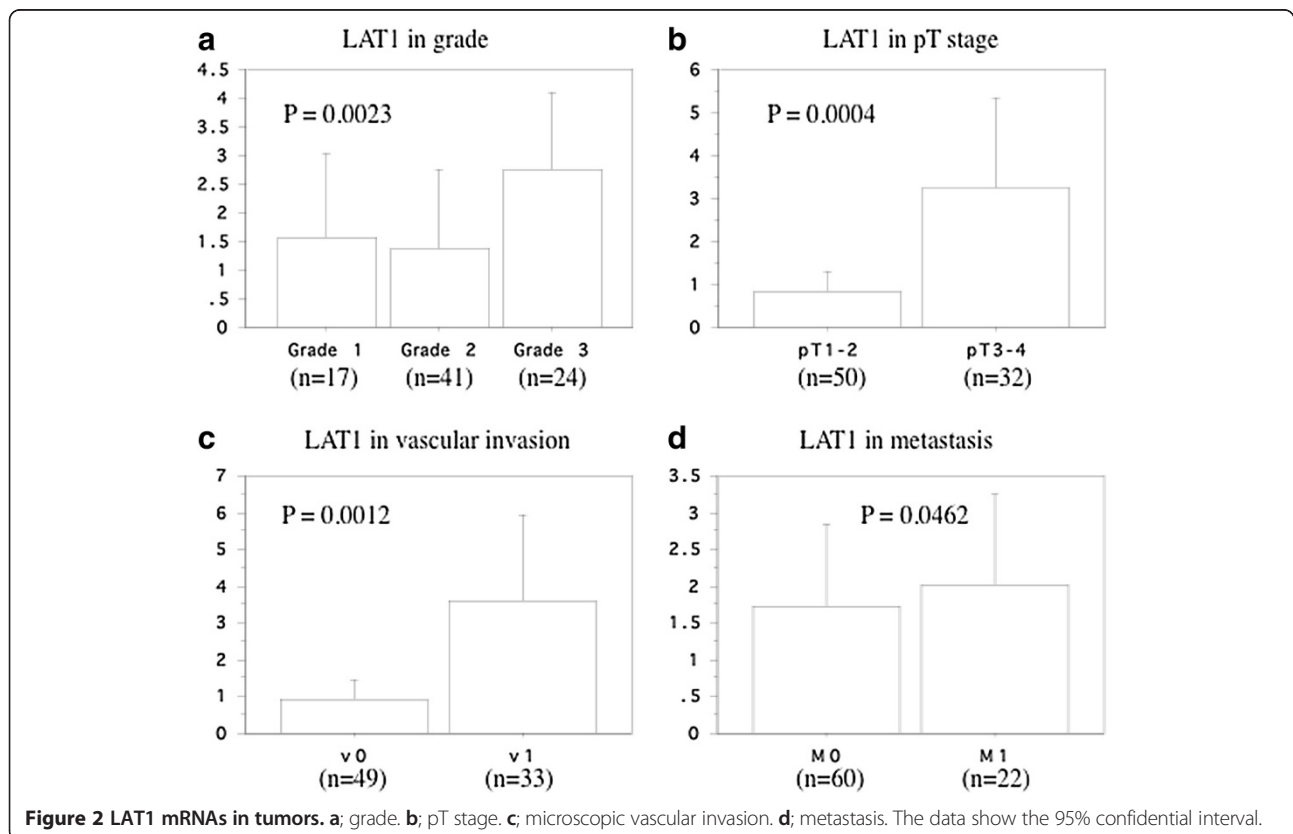 a LAT1 in grade
4.5
4
3.5
3
2.5
2
1.5
1
.5
0
P = 0.0023
Grade 1 Grade 2 Grade 3
(n=17) (n=41) (n=24)
b LAT1 in pT stage
6
5
4
3
2
1
0
P = 0.0004
pT1-2 pT3-4
(n=50) (n=32)
c LAT1 in vascular invasion
7
6
5
4
3
2
1
0
P = 0.0012
v0 v1
(n=49) (n=33)
d LAT1 in metastasis
3.5
3
2.5
2
1.5
1
.5
0
P = 0.0462
M0 M1
(n=60) (n=22)
Figure 2 LAT1 mRNAs in tumors. a; grade. b; pT stage. c; microscopic vascular invasion. d; metastasis. The data show the 95% confidential interval.